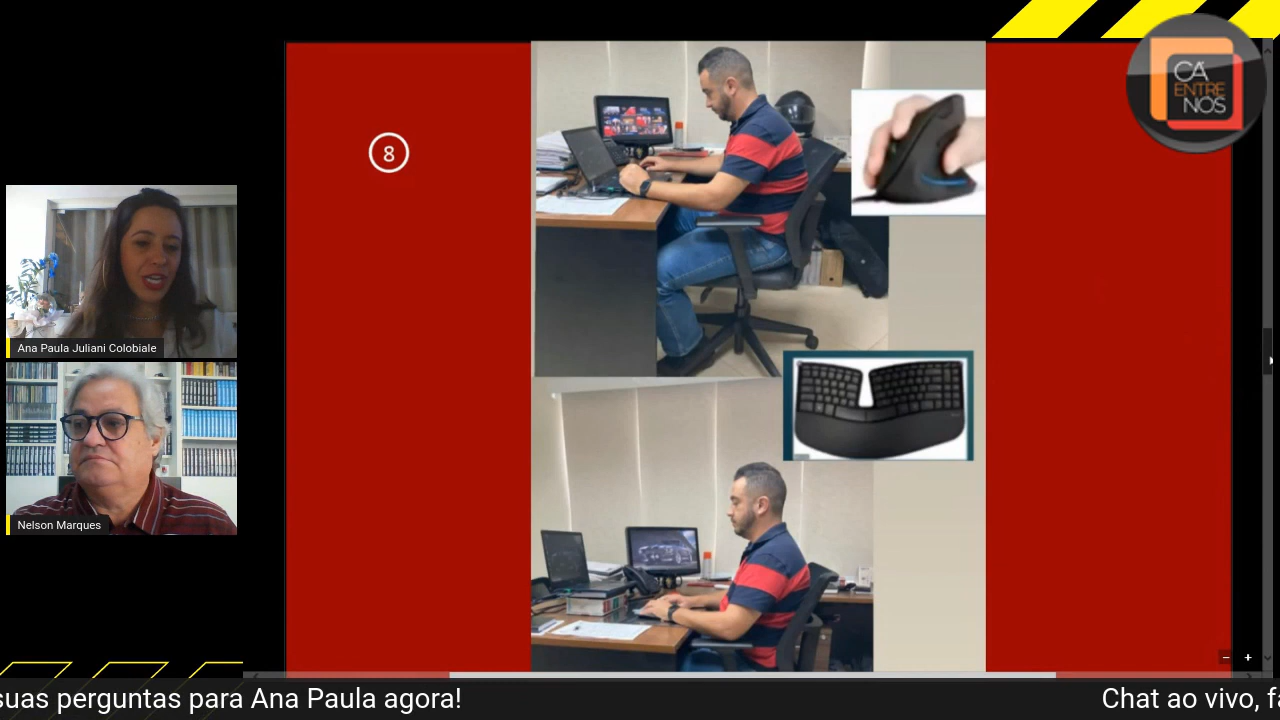 CÁ
ENTRE
NÓS
8
Ana Paula Juliani Colobiale
Nelson Marques
suas perguntas para Ana Paula agora!
Chat ao vivo, fa